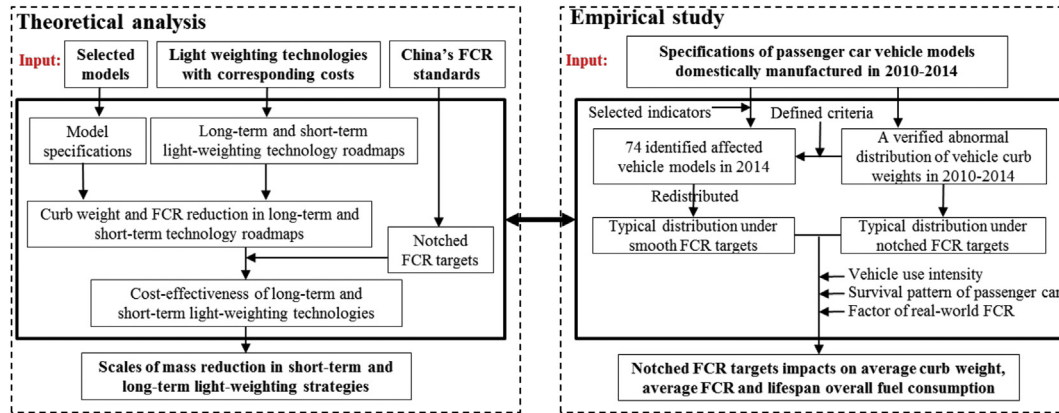 Theoretical analysis
Input:
Selected
models
Light weighting technologies
with corresponding costs
China's FCR
standards
Model
specifications
Long-term and short-term
light-weighting technology roadmaps
Curb weight and FCR reduction in long-term and
short-term technology roadmaps
Notched
FCR targets
Cost-effectiveness of long-term and
short-term light-weighting technologies
Scales of mass reduction in short-term and
long-term light-weighting strategies
Empirical study
Input:
Specifications of passenger car vehicle models
domestically manufactured in 2010-2014
Selected indicators
Defined criteria
74 identified affected
vehicle models in 2014
A verified abnormal
distribution of vehicle curb
weights in 2010-2014
Redistributed
Typical distribution under
smooth FCR targets
Typical distribution under
notched FCR targets
Vehicle use intensity
Survival pattern of passenger car
Factor of real-world FCR
Notched FCR targets impacts on average curb weight,
average FCR and lifespan overall fuel consumption